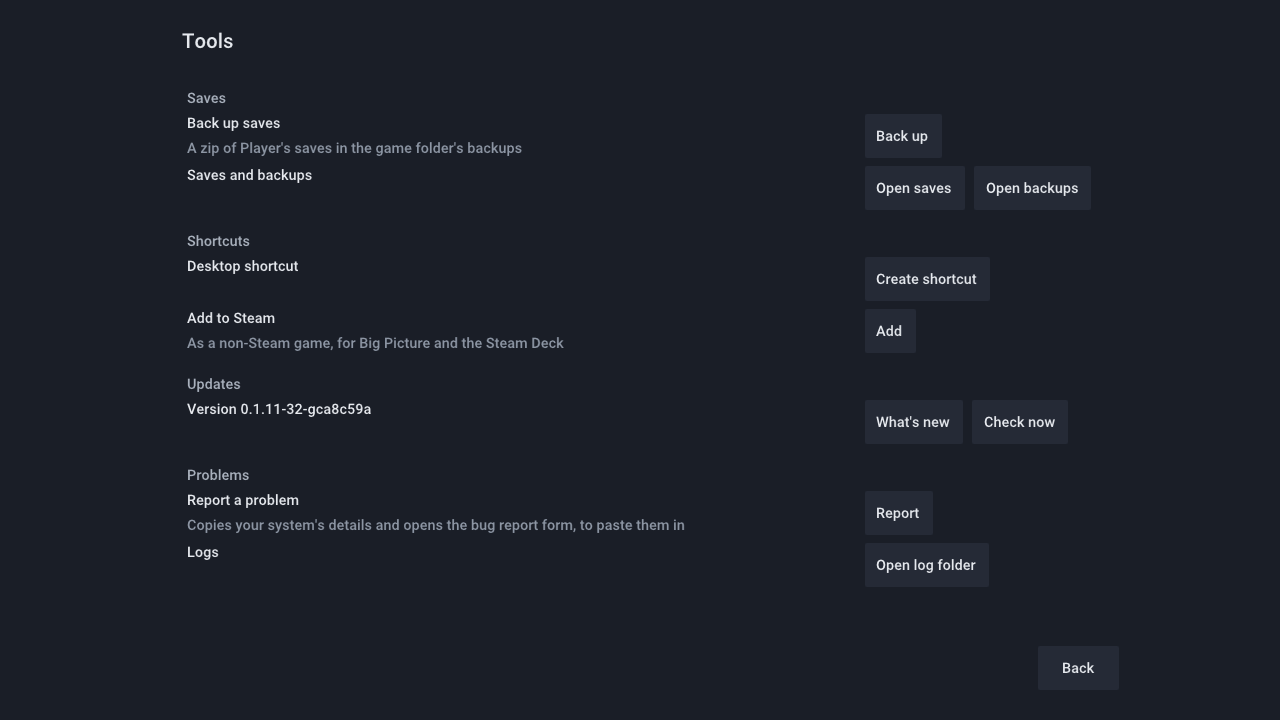 Tools
Saves
Back up saves
A zip of Player's saves in the game folder's backups
Back up
Saves and backups
Open saves
Open backups
Shortcuts
Desktop shortcut
Create shortcut
Add to Steam
As a non-Steam game, for Big Picture and the Steam Deck
Add
Updates
Version 0.1.11-32-gca8c59a
What's new
Check now
Problems
Report a problem
Copies your system's details and opens the bug report form, to paste them in
Report
Logs
Open log folder
Back